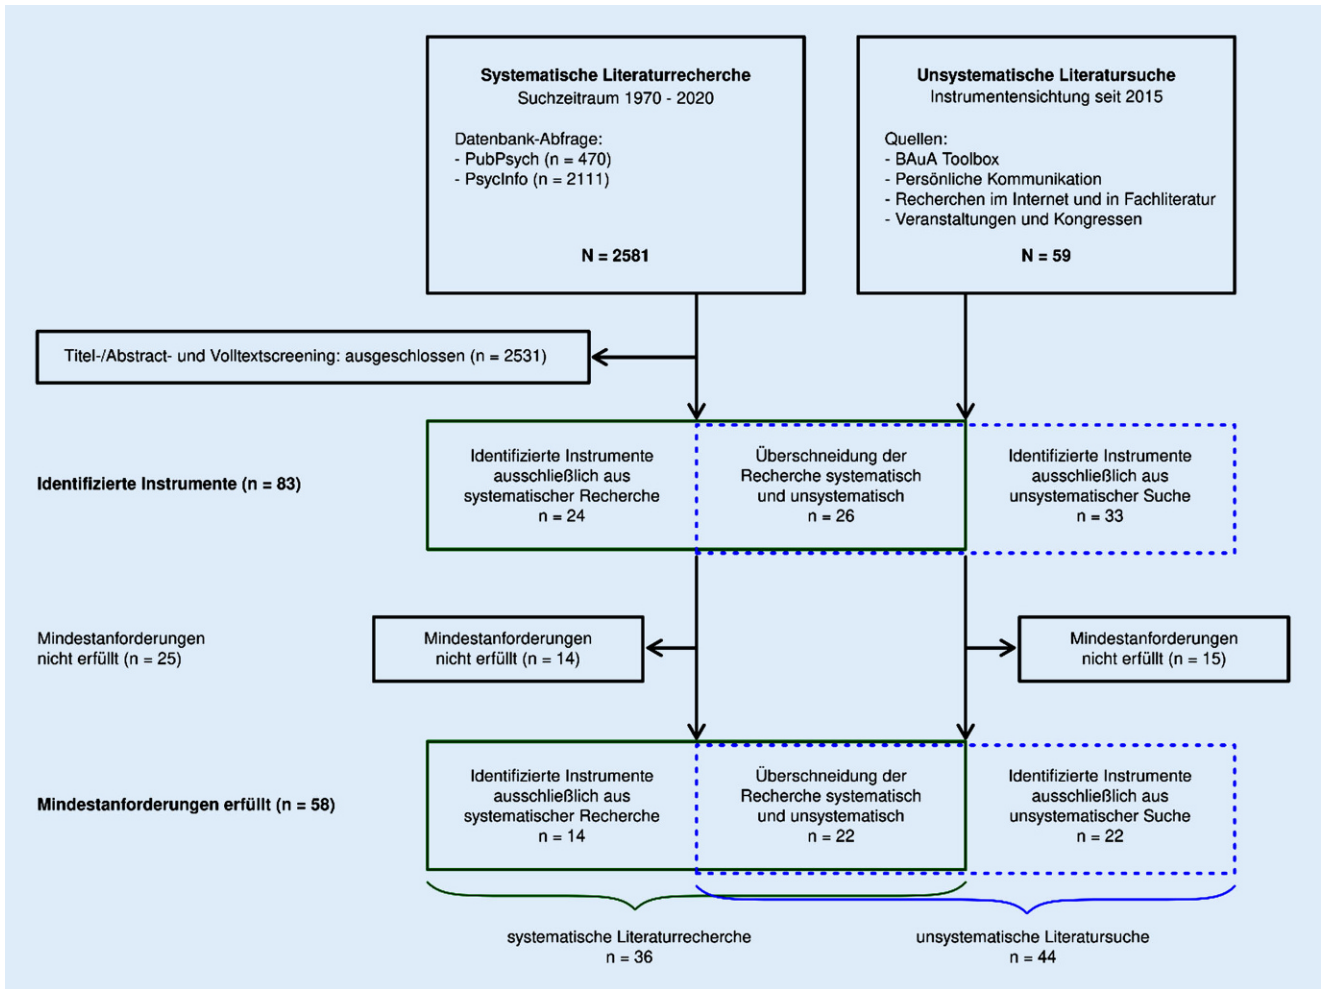 Systematische Literaturrecherche
Suchzeitraum 1970 - 2020
Datenbank-Abfrage:
- PubPsych (n = 470)
- PsycInfo (n = 2111)
N = 2581
Unsystematische Literatursuche
Instrumentensichtung seit 2015
Quellen:
- BAuA Toolbox
- Persönliche Kommunikation
- Recherchen im Internet und in Fachliteratur
- Veranstaltungen und Kongressen
N = 59
Titel-/Abstract- und Volltextscreening: ausgeschlossen (n = 2531)
Identifizierte Instrumente (n = 83)
Identifizierte Instrumente
ausschließlich aus
systematischer Recherche
n = 24
Überschneidung der
Recherche systematisch
und unsystematisch
n = 26
Identifizierte Instrumente
ausschließlich aus
unsystematischer Suche
n = 33
Mindestanforderungen
nicht erfüllt (n = 25)
Mindestanforderungen
nicht erfüllt (n = 14)
Mindestanforderungen
nicht erfüllt (n = 15)
Mindestanforderungen erfüllt (n = 58)
Identifizierte Instrumente
ausschließlich aus
systematischer Recherche
n = 14
Überschneidung der
Recherche systematisch
und unsystematisch
n = 22
Identifizierte Instrumente
ausschließlich aus
unsystematischer Suche
n = 22
systematische Literaturrecherche
n = 36
unsystematische Literatursuche
n = 44